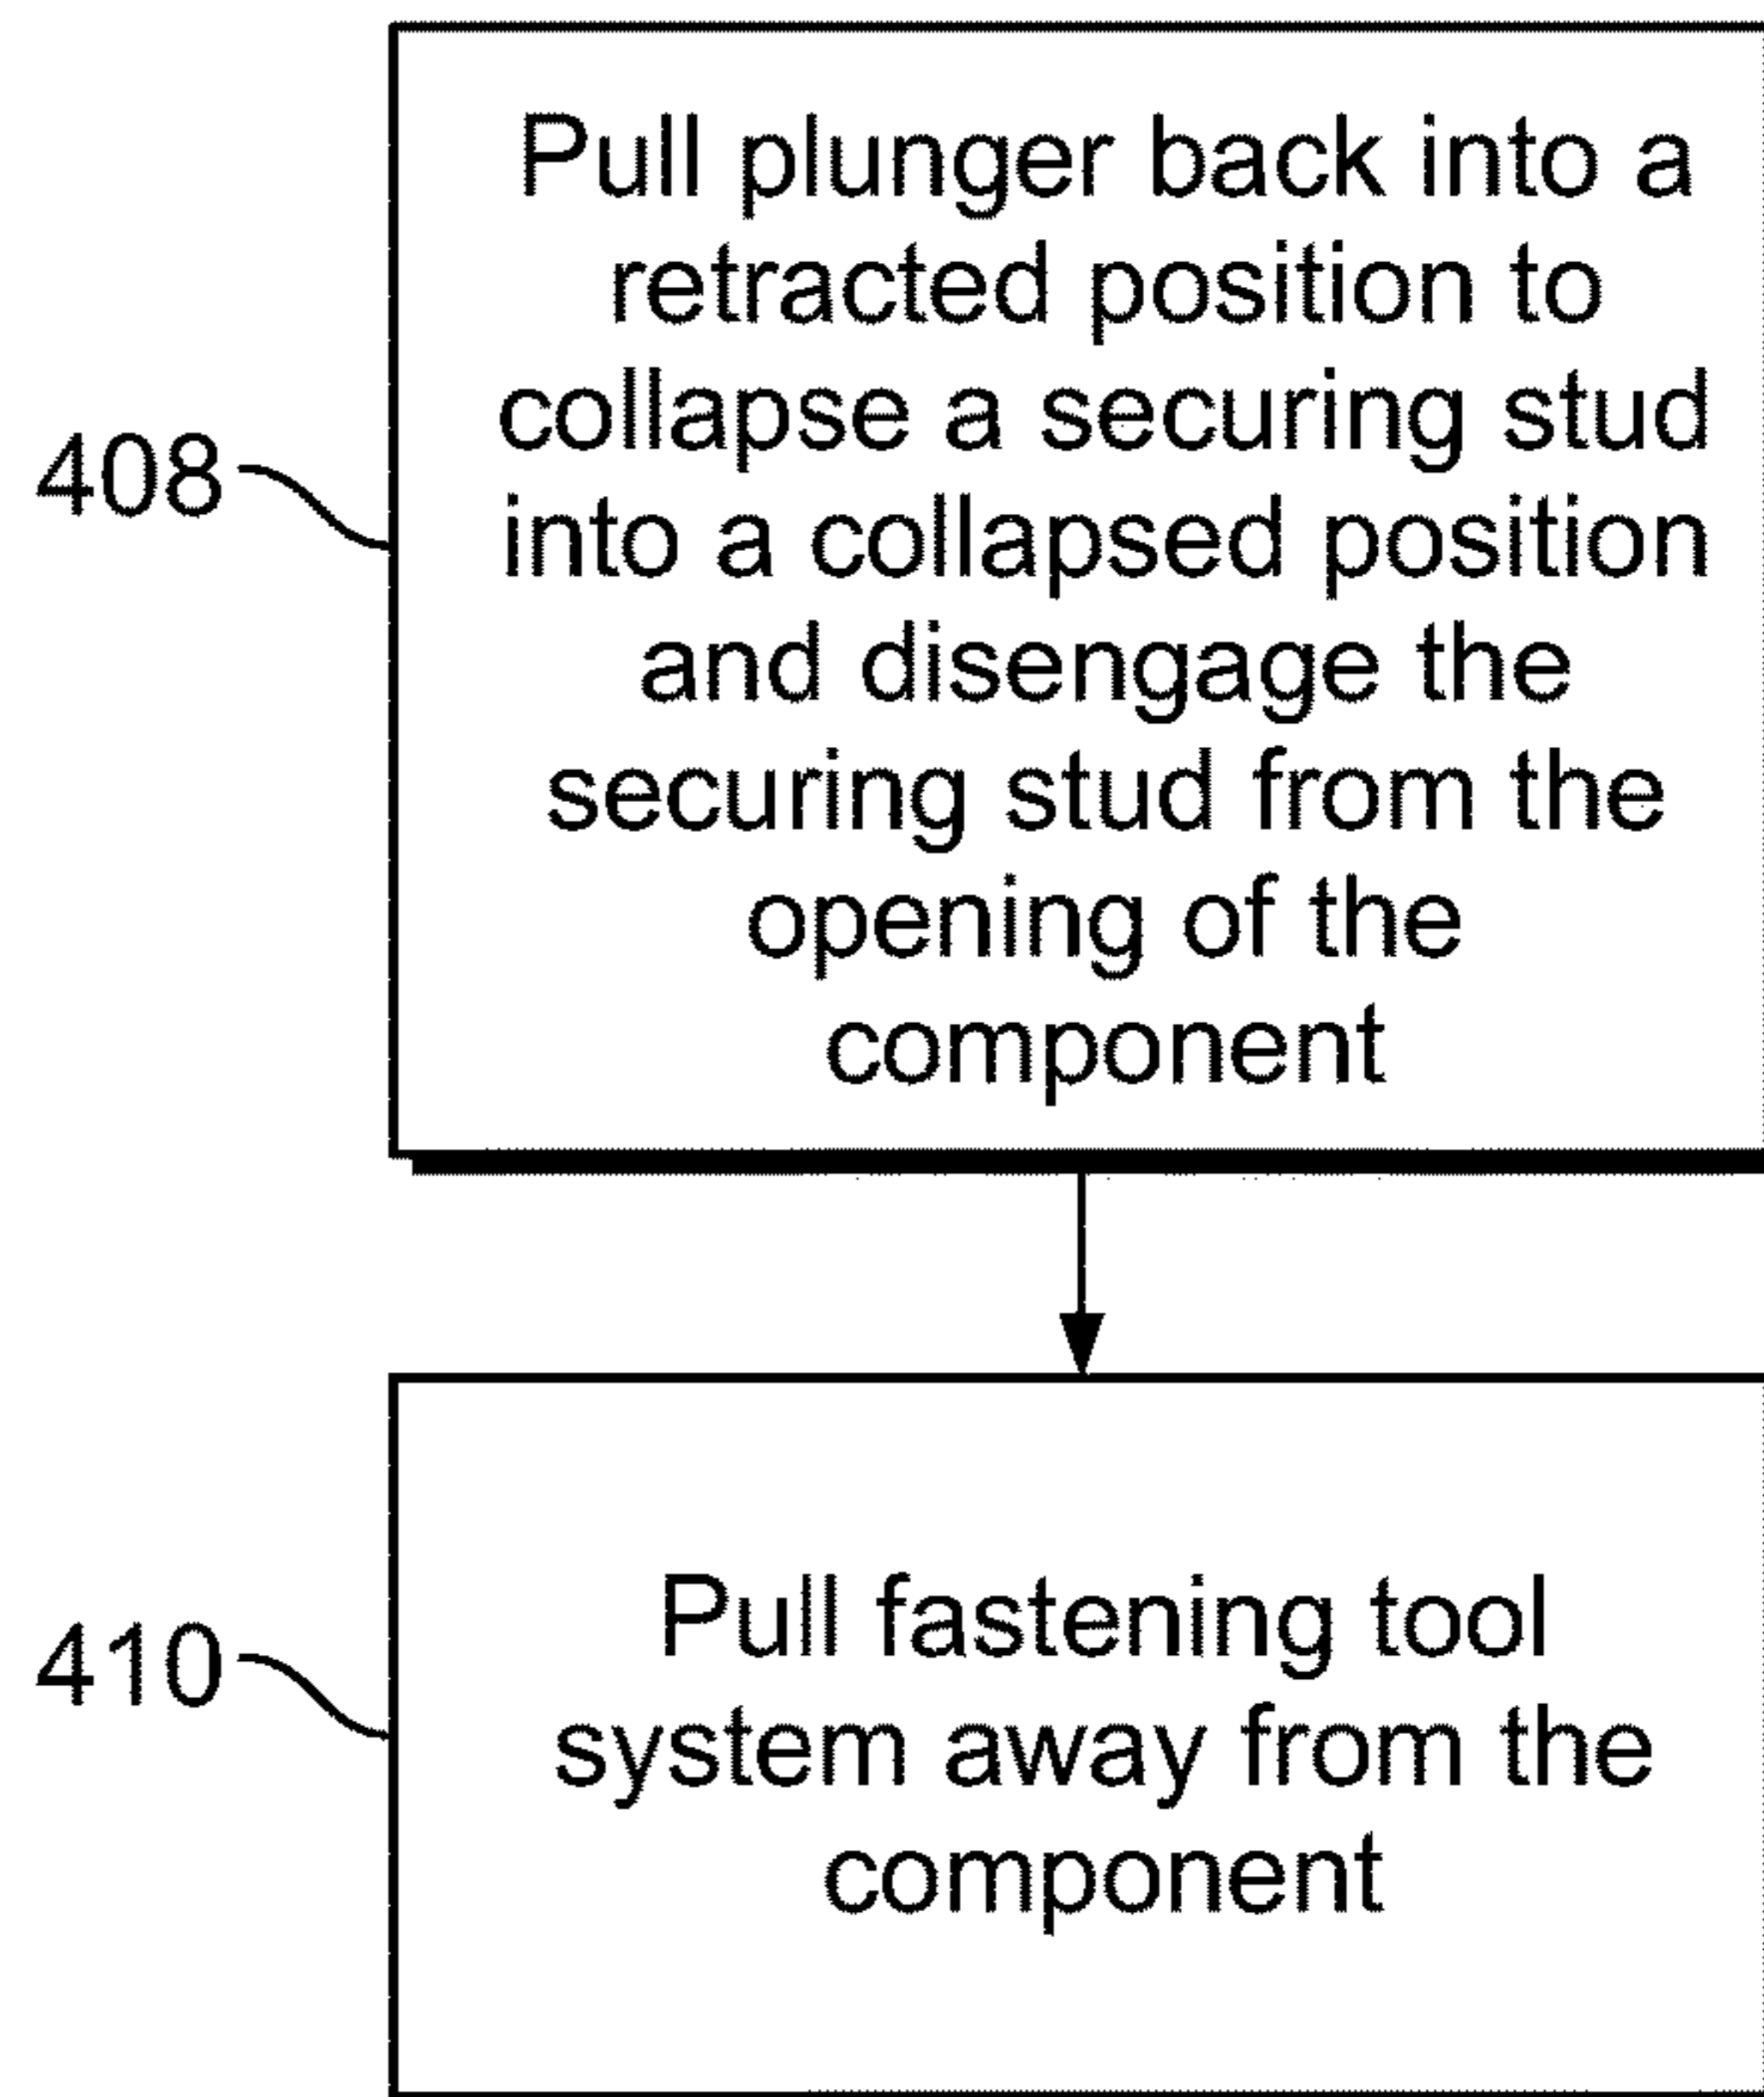 Pull plunger back into a
retracted position to
collapse a securing stud
408
into a collapsed position
and disengage the
securing stud from the
opening of the
component
Pull fastening tool
410
system away from the
component